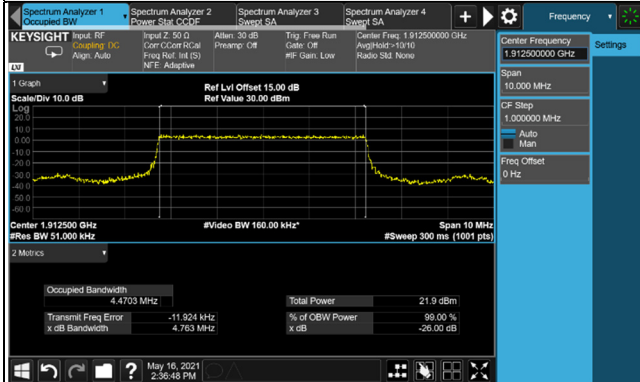 Spectrum Analyzer 1
Occupied BW
Spectrum Analyzer 2
Power Stat CCDF
Spectrum Analyzer 3
Swept SA
Spectrum Analyzer 4
Swept SA
+
Frequency
KEYSIGHT
Input: RF
Coupling: DC
Align: Auto
Input Z: 50 Ω
Corr CCorr RCal
Freq Ref: Int (S)
NFE: Adaptive
Atten: 30 dB
Preamp: Off
Trig: Free Run
Gate: Off
#IF Gain: Low
Center Freq: 1.912500000 GHz
Avg|Hold:>10/10
Radio Std: None
LXI
1 Graph
Scale/Div 10.0 dB
Ref Lvl Offset 15.00 dB
Ref Value 30.00 dBm
Log
20.0
10.0
0.00
-10.0
-20.0
-30.0
-40.0
-50.0
-60.0
Center 1.912500 GHz
#Res BW 51.000 kHz
#Video BW 160.00 kHz*
Span 10 MHz
#Sweep 300 ms (1001 pts)
2 Metrics
Occupied Bandwidth
4.4703 MHz
Total Power 21.9 dBm
Transmit Freq Error -11.924 kHz
% of OBW Power 99.00 %
x dB Bandwidth 4.763 MHz
x dB -26.00 dB
?
May 16, 2021
2:36:48 PM
Center Frequency
1.912500000 GHz
Settings
Span
10.000 MHz
CF Step
1.000000 MHz
Auto
Man
Freq Offset
0 Hz